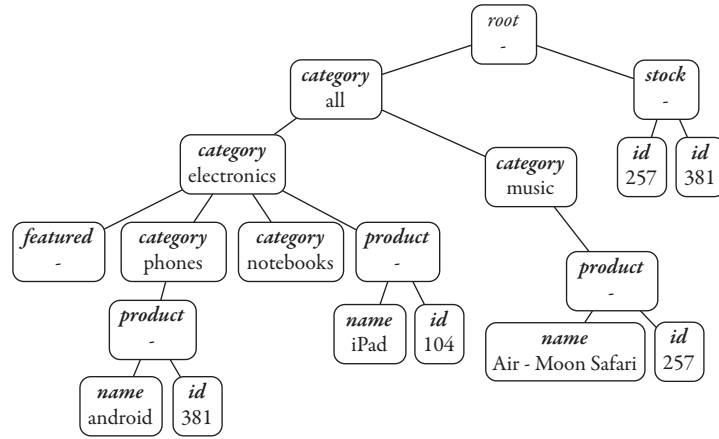 root
-
category
all
stock
-
id
257
id
381
category
electronics
category
music
featured
-
category
phones
category
notebooks
product
-
product
-
product
-
name
iPad
id
104
name
Air - Moon Safari
id
257
name
android
id
381